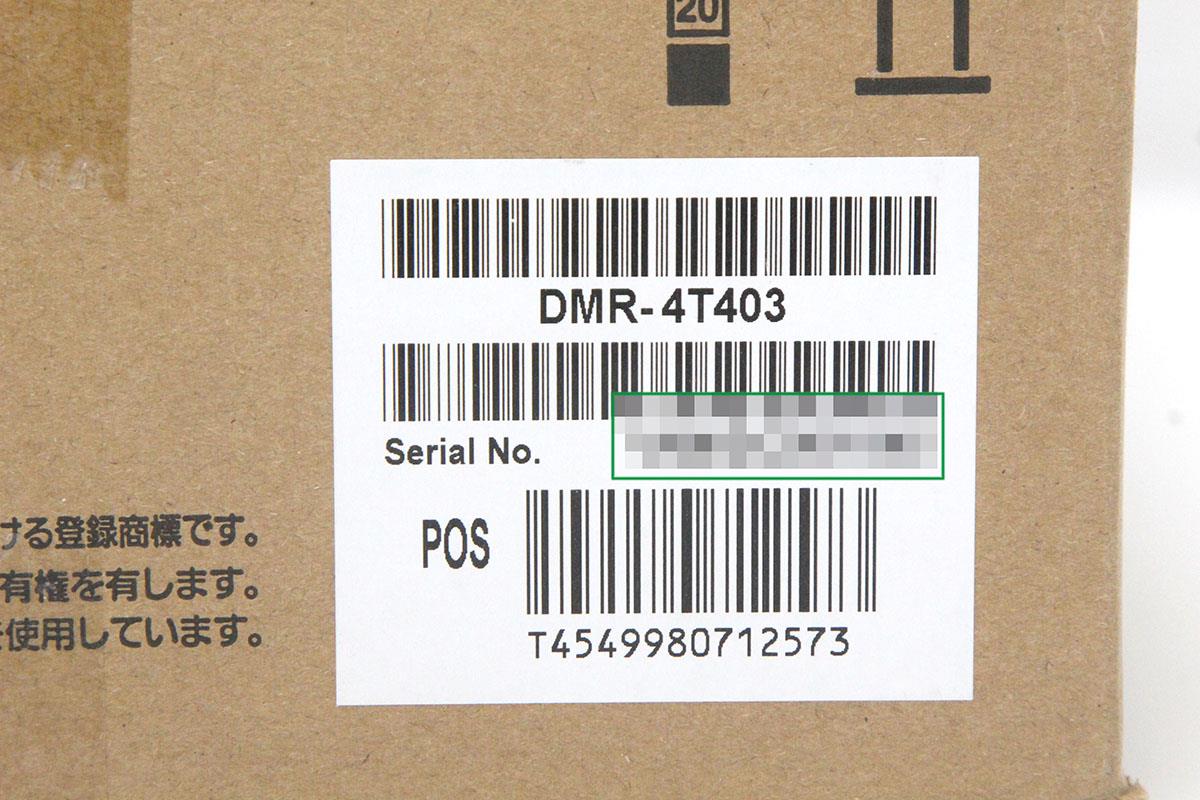 20
DMR-4T403
Serial No.
POS
T4549980712573
ける登録商標です。
有権を有します。
を使用しています。